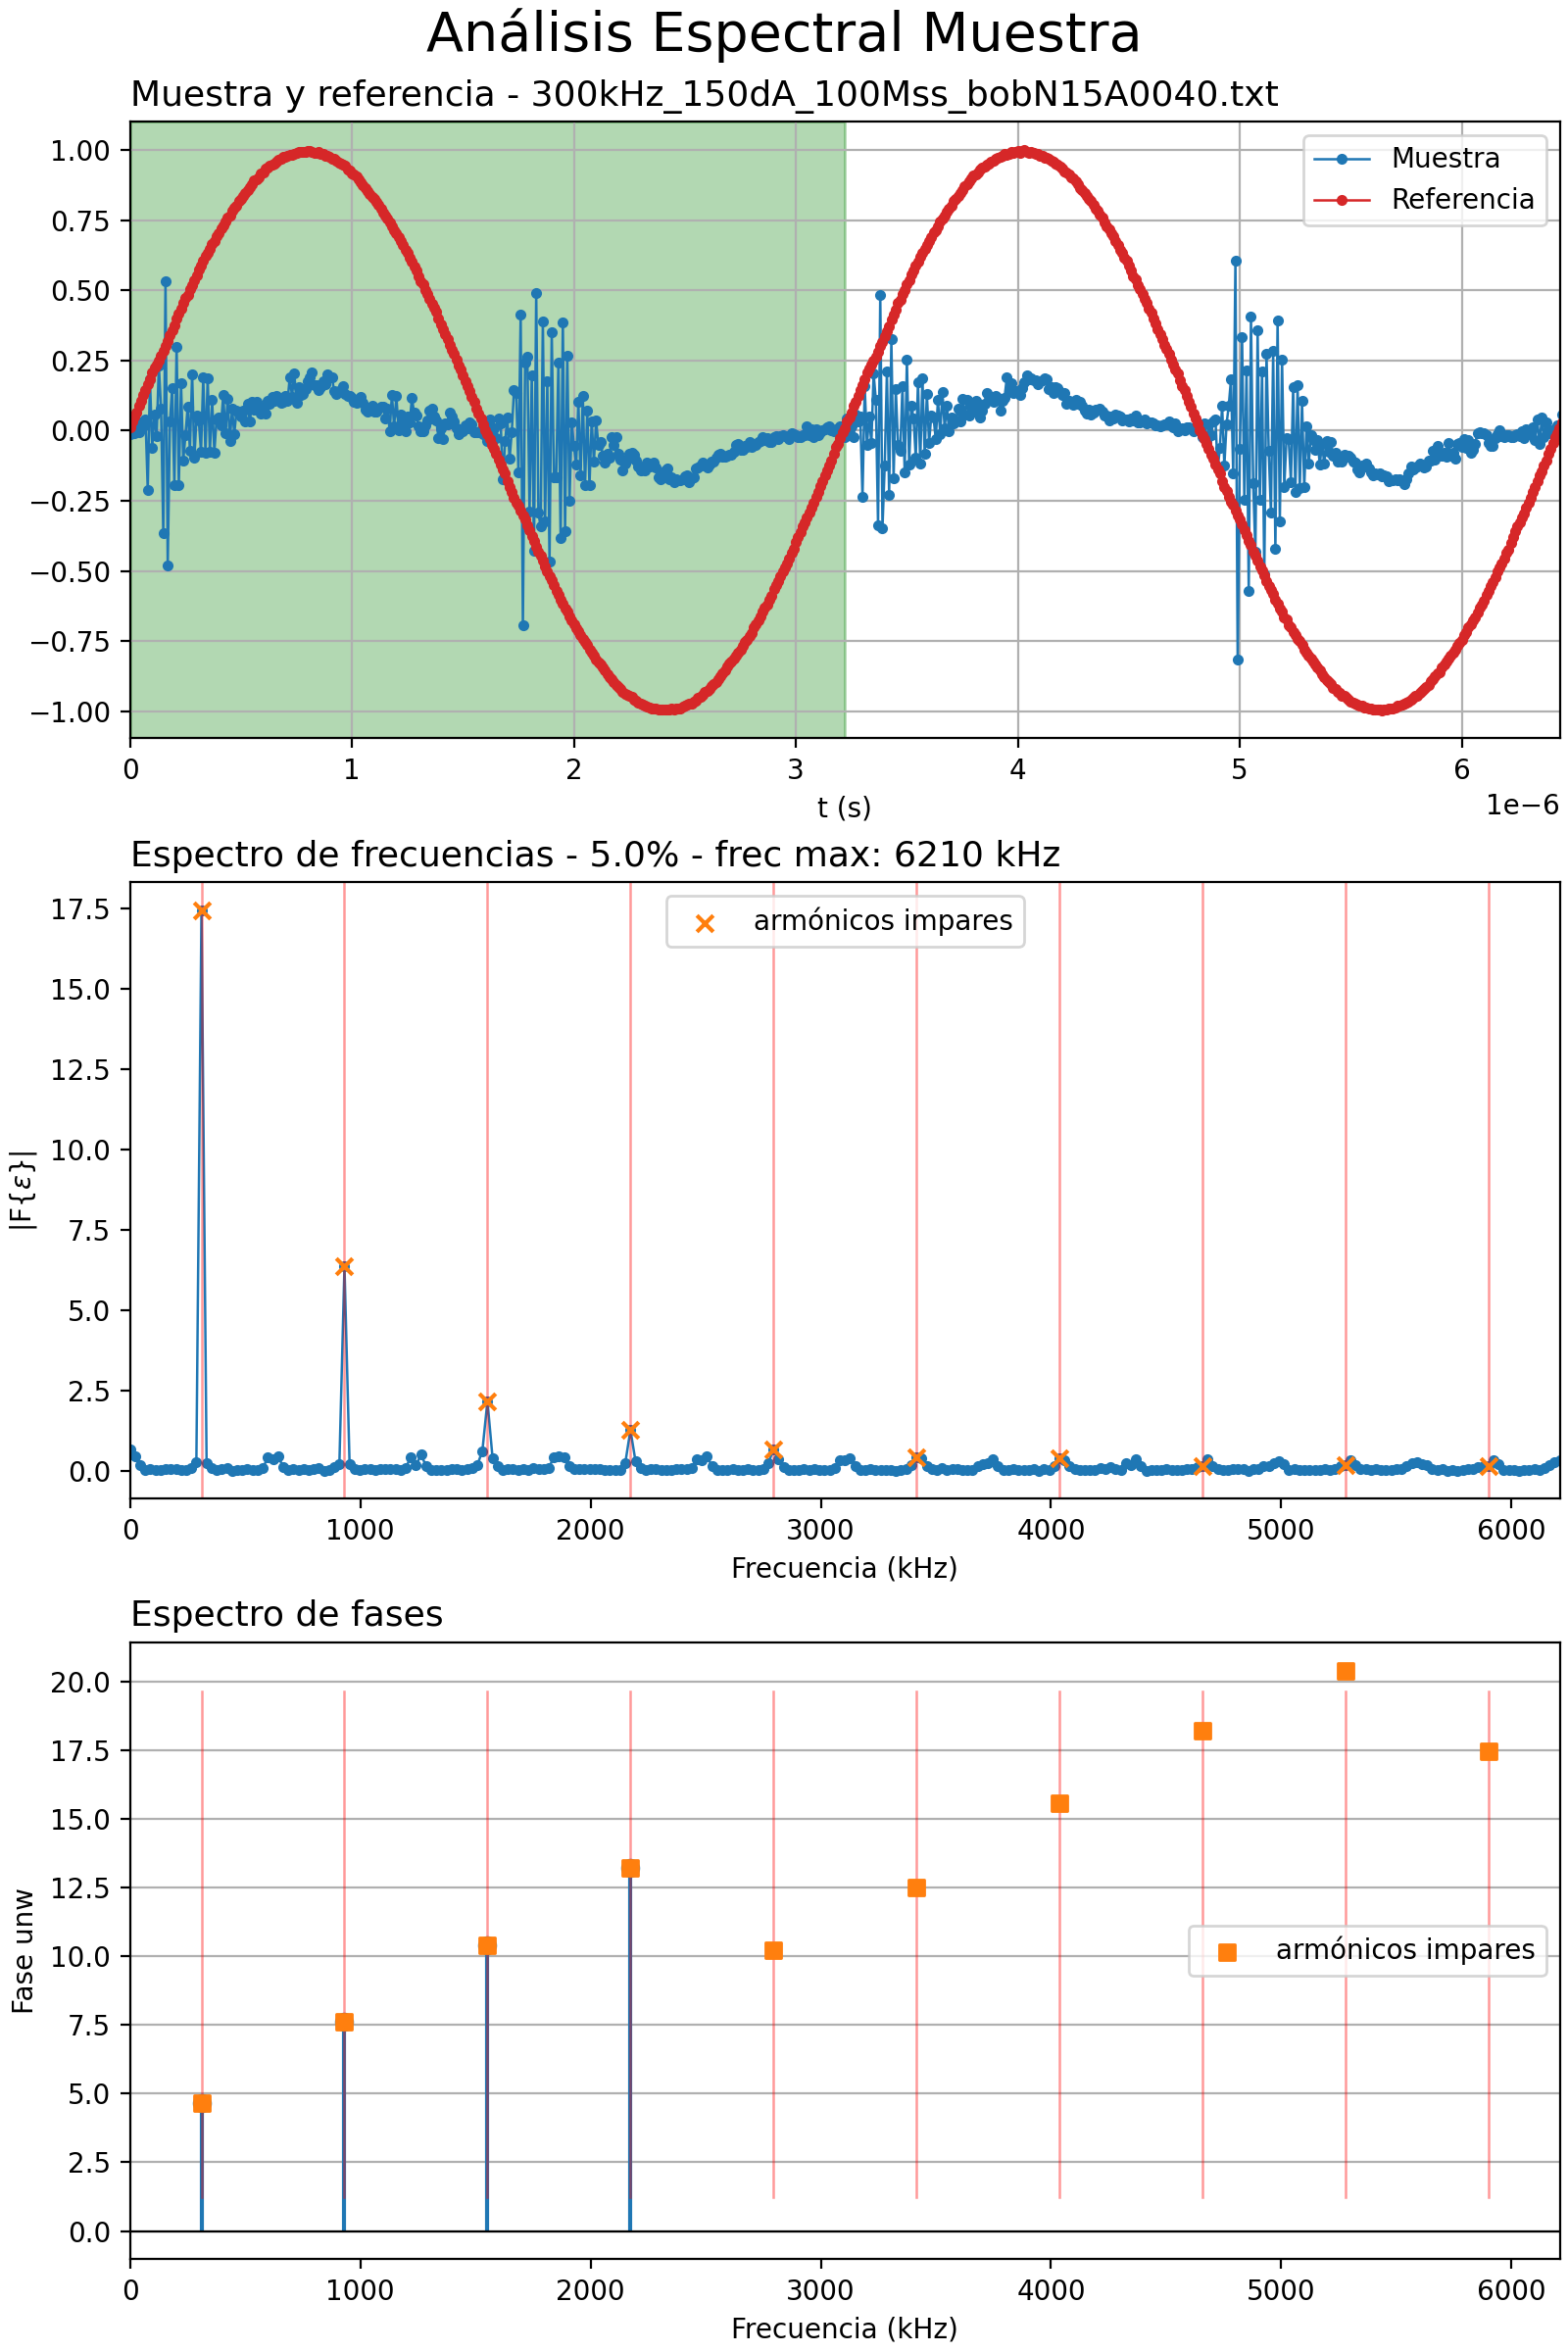 Análisis Espectral Muestra
Muestra y referencia - 300kHz_150dA_100Mss_bobN15A0040.txt
1.00
0.75
0.50
0.25
0.00
−0.25
−0.50
−0.75
−1.00
Muestra
Referencia
0 1 2 3 4 5 6
t (s)
1e−6
Espectro de frecuencias - 5.0% - frec max: 6210 kHz
17.5
15.0
12.5
10.0
7.5
5.0
2.5
0.0
|F{ε}|
armónicos impares
0 1000 2000 3000 4000 5000 6000
Frecuencia (kHz)
Espectro de fases
20.0
17.5
15.0
12.5
10.0
7.5
5.0
2.5
0.0
Fase unw
armónicos impares
0 1000 2000 3000 4000 5000 6000
Frecuencia (kHz)